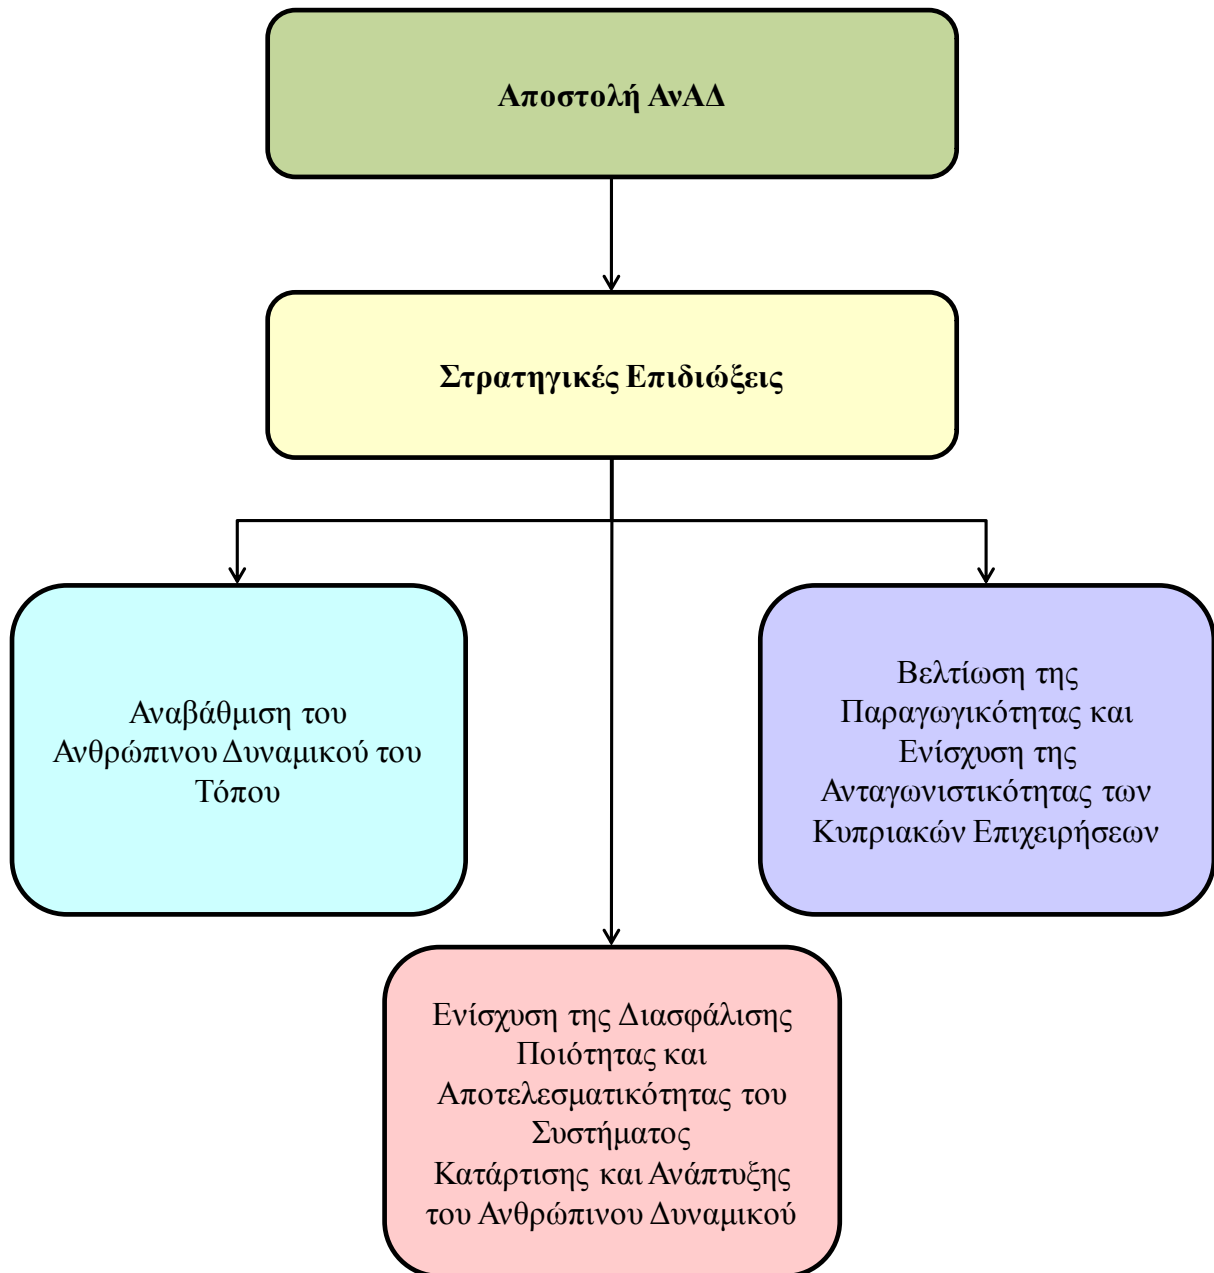 Αποστολή ΑνΑΔ
Στρατηγικές Επιδιώξεις
Αναβάθμιση του
Ανθρώπινου Δυναμικού του
Τόπου
Βελτίωση της
Παραγωγικότητας και
Ενίσχυση της
Ανταγωνιστικότητας των
Κυπριακών Επιχειρήσεων
Ενίσχυση της Διασφάλισης
Ποιότητας και
Αποτελεσματικότητας του
Συστήματος
Κατάρτισης και Ανάπτυξης
του Ανθρώπινου Δυναμικού